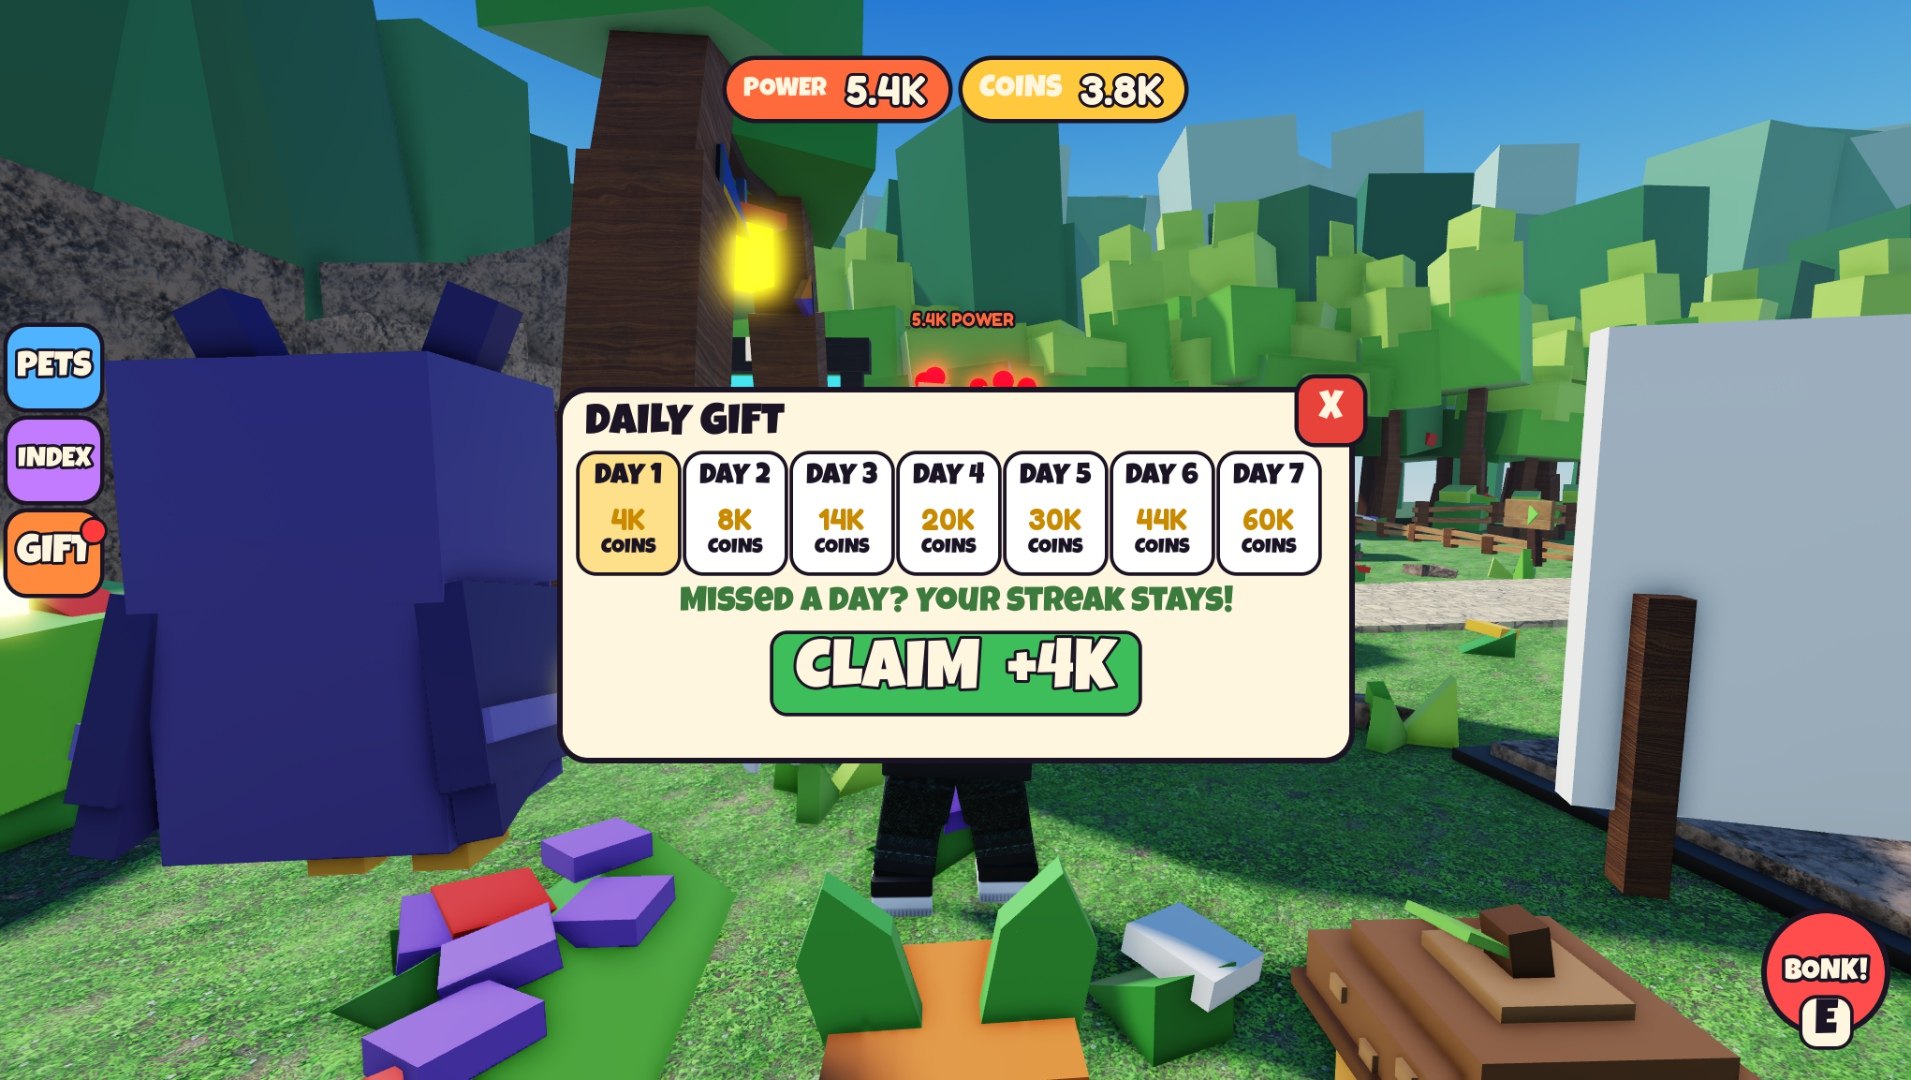 POWER 5.4K
COINS 3.8K
5.4K POWER
PETS
INDEX
GIFT
DAILY GIFT
X
DAY 1
4K
COINS
DAY 2
8K
COINS
DAY 3
14K
COINS
DAY 4
20K
COINS
DAY 5
30K
COINS
DAY 6
44K
COINS
DAY 7
60K
COINS
MISSED A DAY? YOUR STREAK STAYS!
CLAIM +4K
BONK!
E